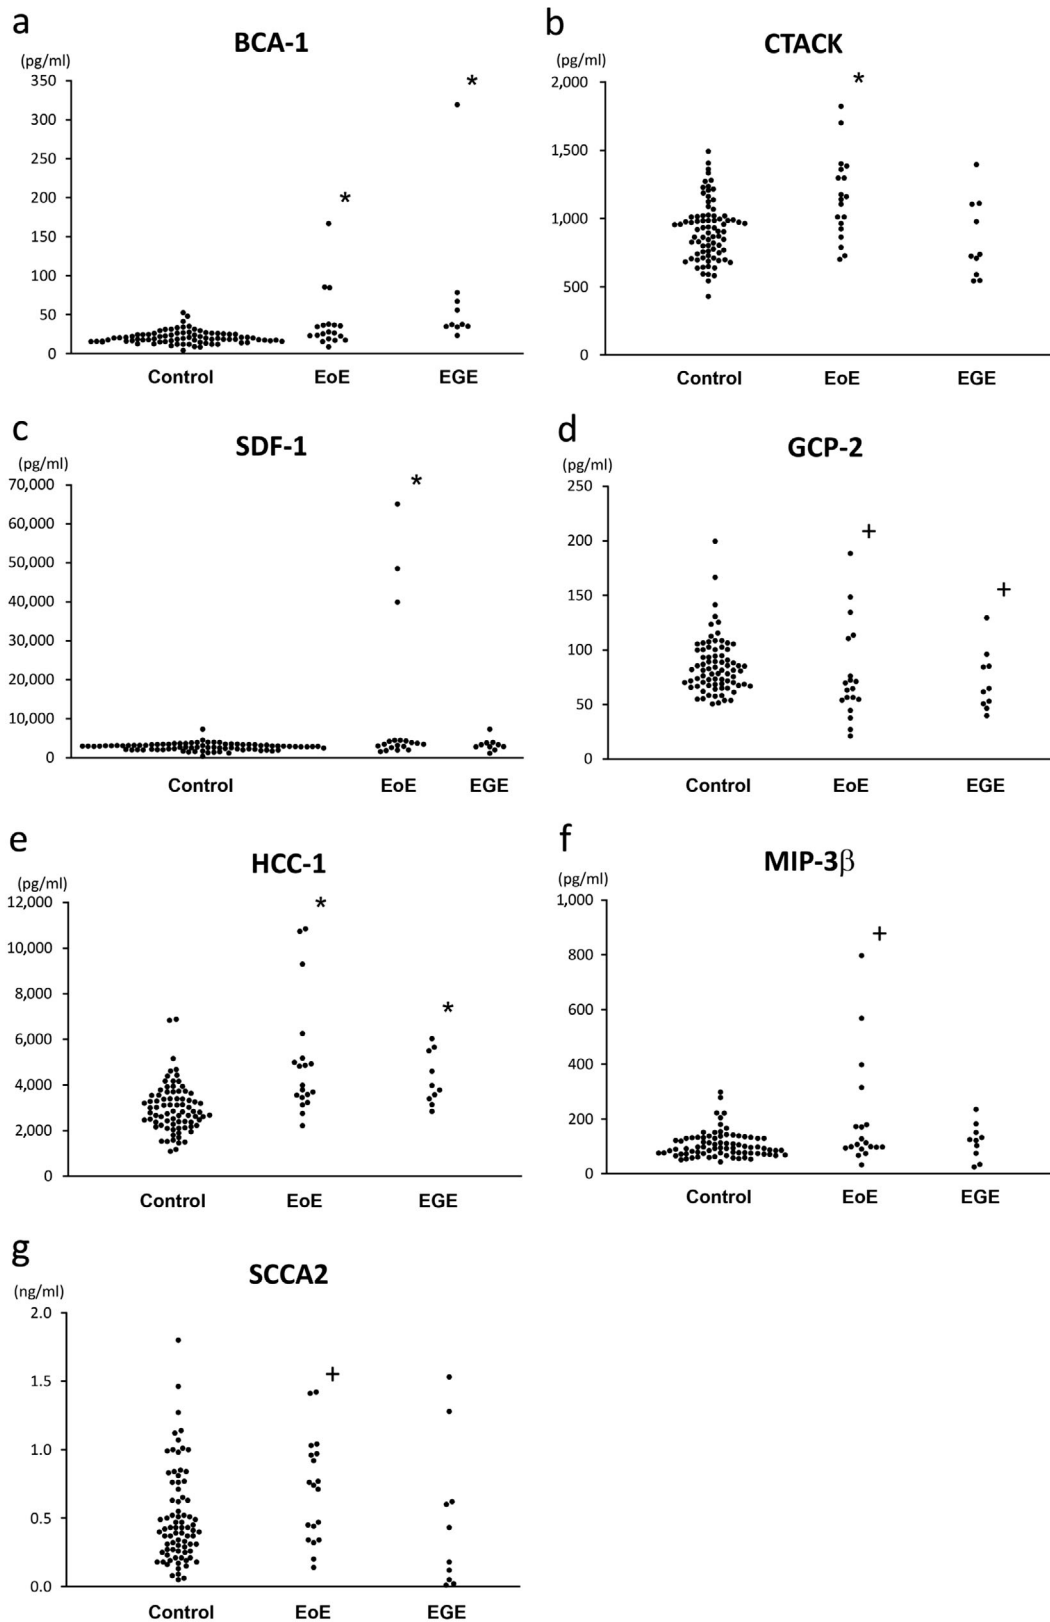 a
BCA-1
(pg/ml)
350
300
250
200
150
100
50
0
*
*
Control EoE EGE
b
CTACK
(pg/ml)
2,000
1,500
1,000
500
0
*
Control EoE EGE
c
SDF-1
(pg/ml)
70,000
60,000
50,000
40,000
30,000
20,000
10,000
0
*
Control EoE EGE
d
GCP-2
(pg/ml)
250
200
150
100
50
0
+
+
Control EoE EGE
e
HCC-1
(pg/ml)
12,000
10,000
8,000
6,000
4,000
2,000
0
*
*
Control EoE EGE
f
MIP-3β
(pg/ml)
1,000
800
600
400
200
0
+
Control EoE EGE
g
SCCA2
(ng/ml)
2.0
1.5
1.0
0.5
0.0
+
Control EoE EGE